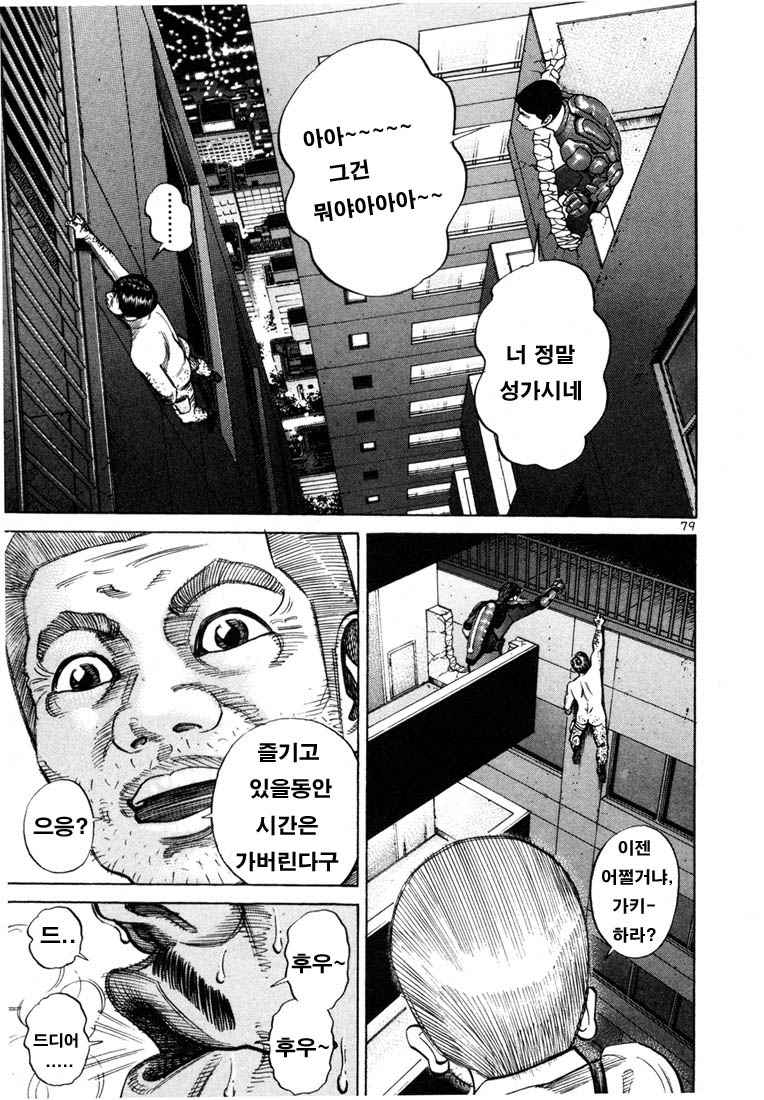 아아~~~~~
그건
뭐야아아아~~
········
너 정말
성가시네
79
이젠
어쩔거냐,
가키-
하라?
즐기고
있을동안
시간은
가버린다구
으응?
후우~
후우~
드..
드디어
.....